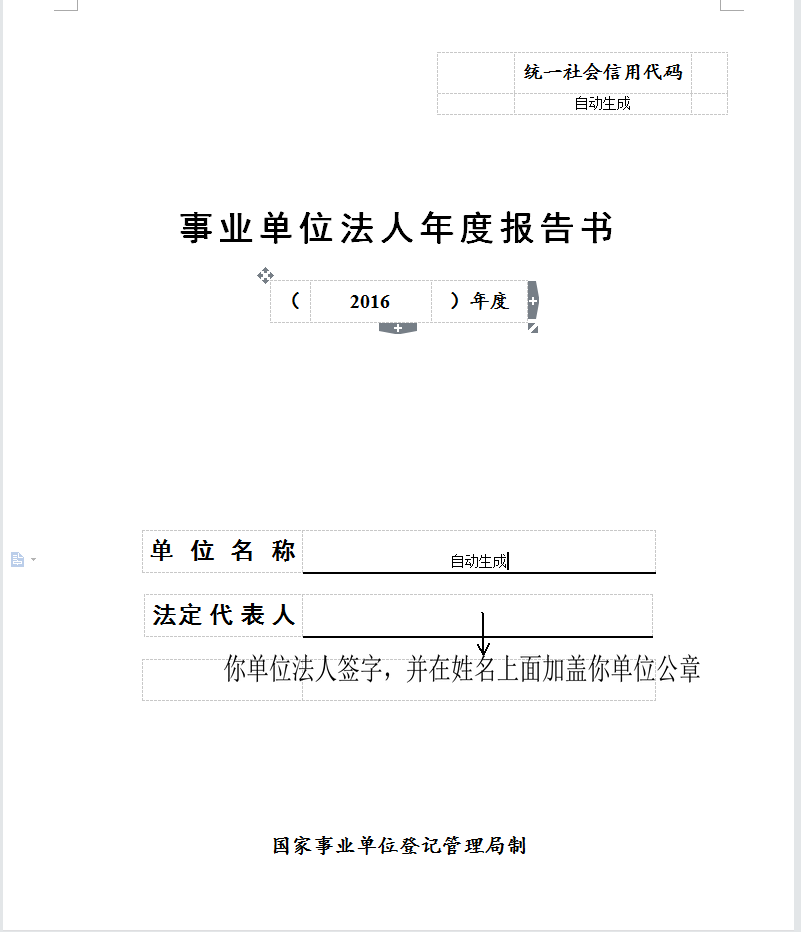 统一社会信用代码
自动生成
事业单位法人年度报告书
（ 2016 ）年度
单位名称 自动生成
法定代表人
你单位法人签字，并在姓名上面加盖你单位公章
国家事业单位登记管理局制